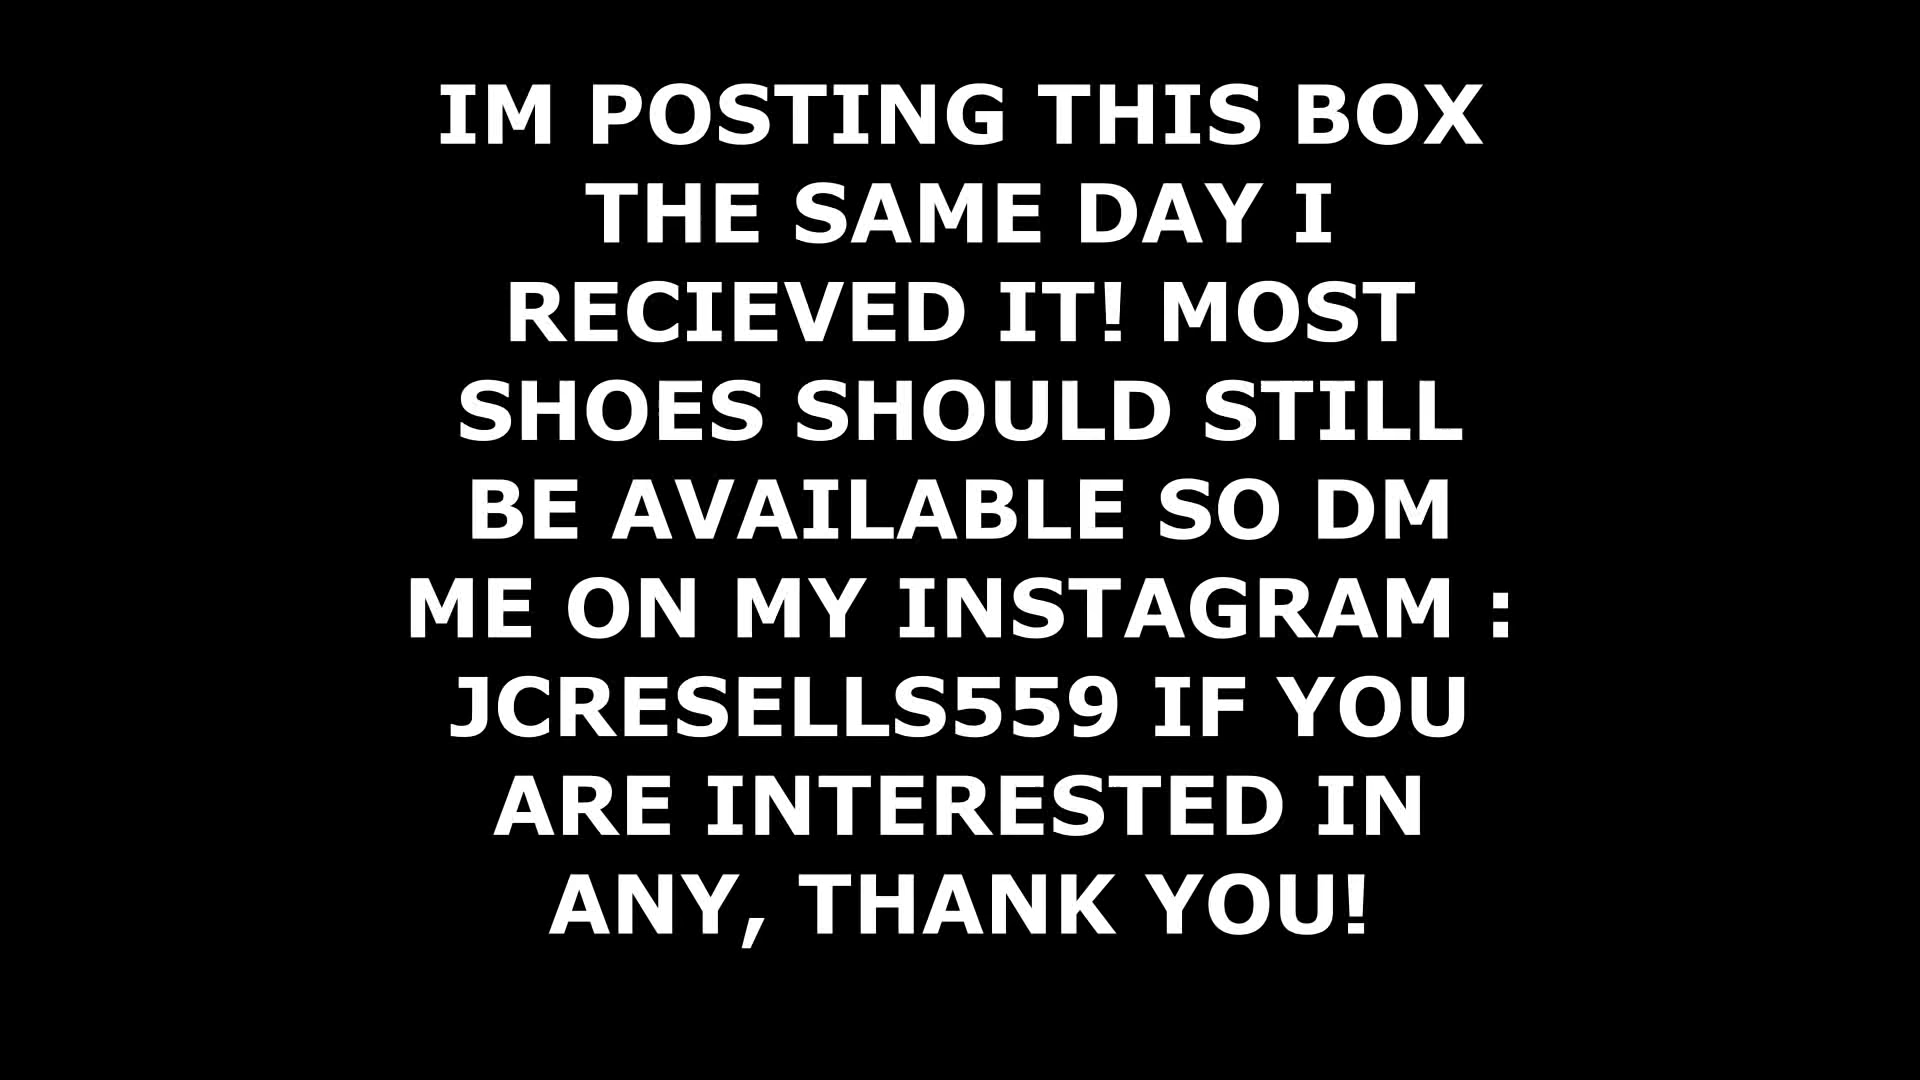 IM POSTING THIS BOX
THE SAME DAY I
RECIEVED IT! MOST
SHOES SHOULD STILL
BE AVAILABLE SO DM
ME ON MY INSTAGRAM :
JCRESELLS559 IF YOU
ARE INTERESTED IN
ANY, THANK YOU!